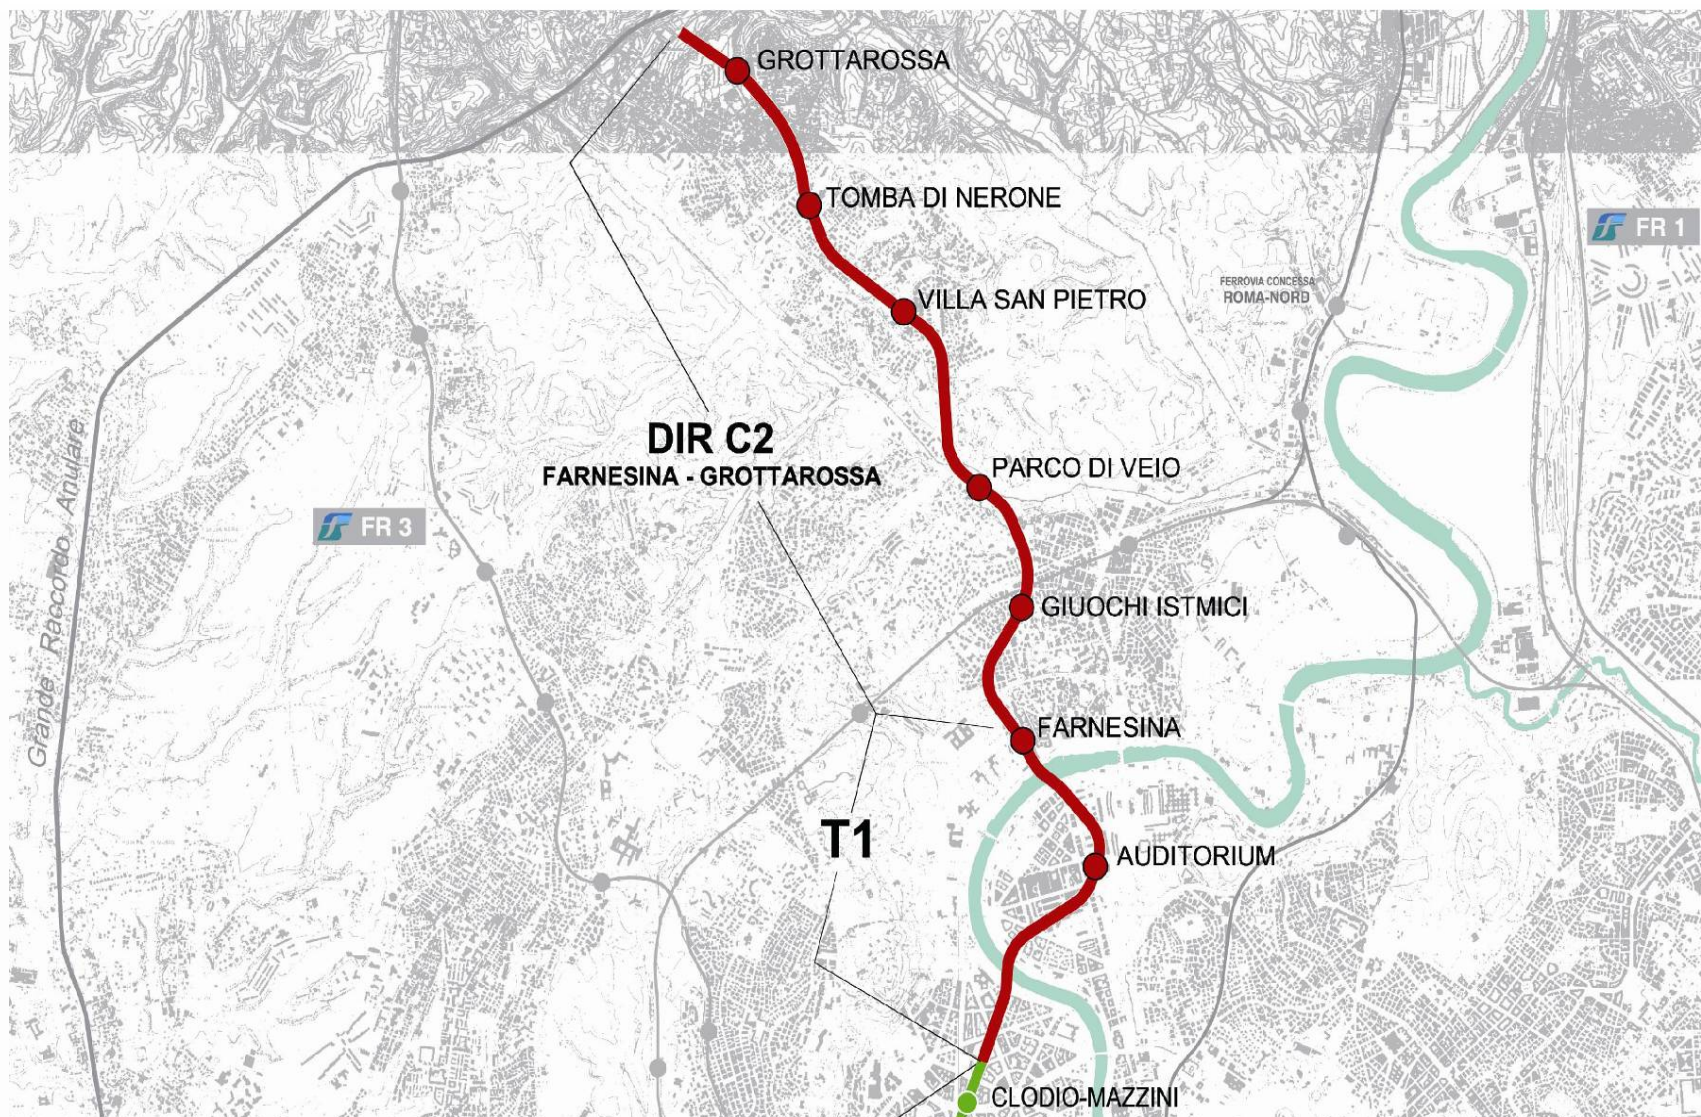 GROTTAROSSA
TOMBA DI NERONE
FR 1
FERROVIA CONCESSA
ROMA-NORD
VILLA SAN PIETRO
DIR C2
FARNESINA - GROTTAROSSA
PARCO DI VEIO
Grande Raccordo Anulare
FR 3
GIUOCHI ISTMICI
FARNESINA
T1
AUDITORIUM
CLODIO-MAZZINI